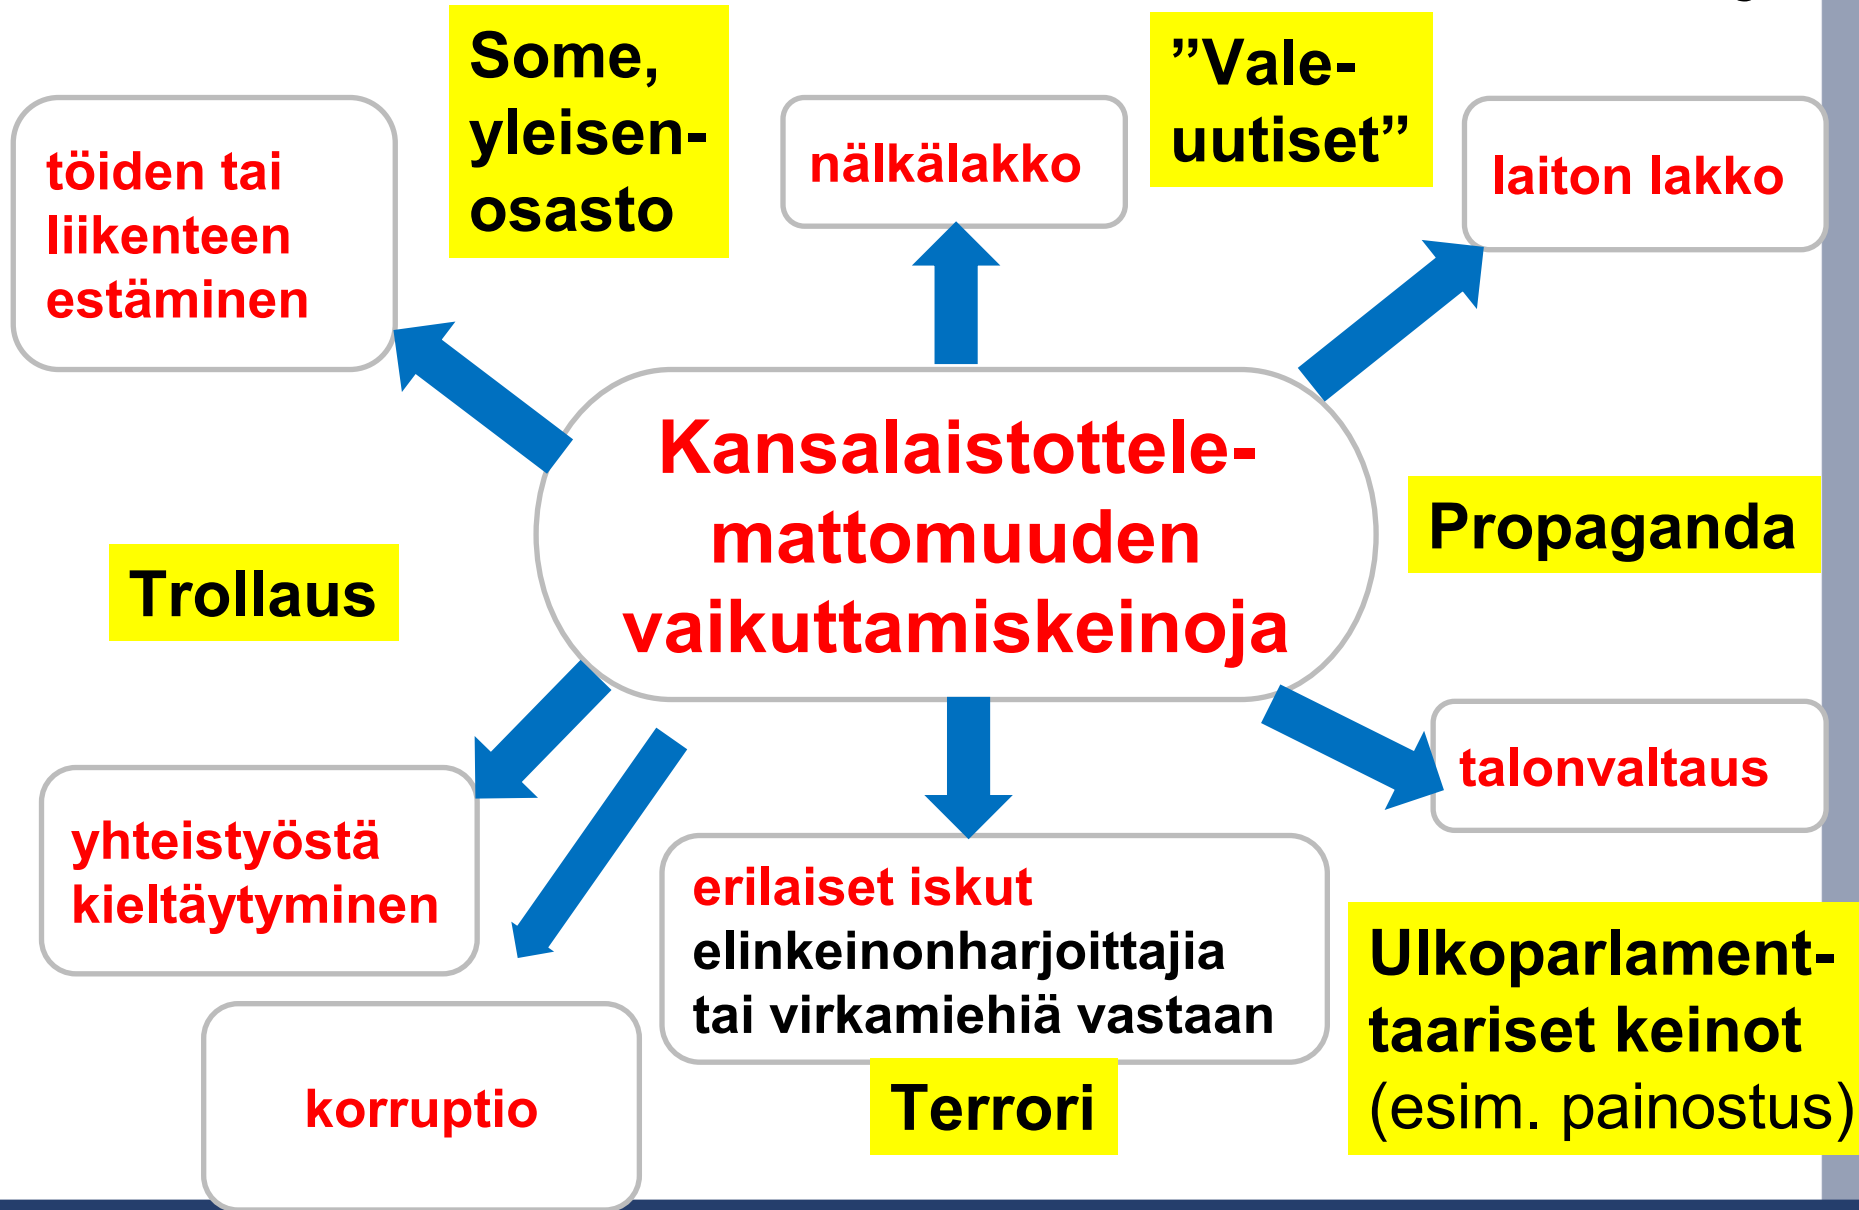 Some,
yleisen-
osasto
”Vale-
uutiset”
töiden tai
liikenteen
estäminen
nälkälakko
laiton lakko
Kansalaistottele-
mattomuuden
vaikuttamiskeinoja
Propaganda
Trollaus
talonvaltaus
yhteistyöstä
kieltäytyminen
erilaiset iskut
elinkeinonharjoittajia
tai virkamiehiä vastaan
Ulkoparlament-
taariset keinot
(esim. painostus)
korruptio
Terrori